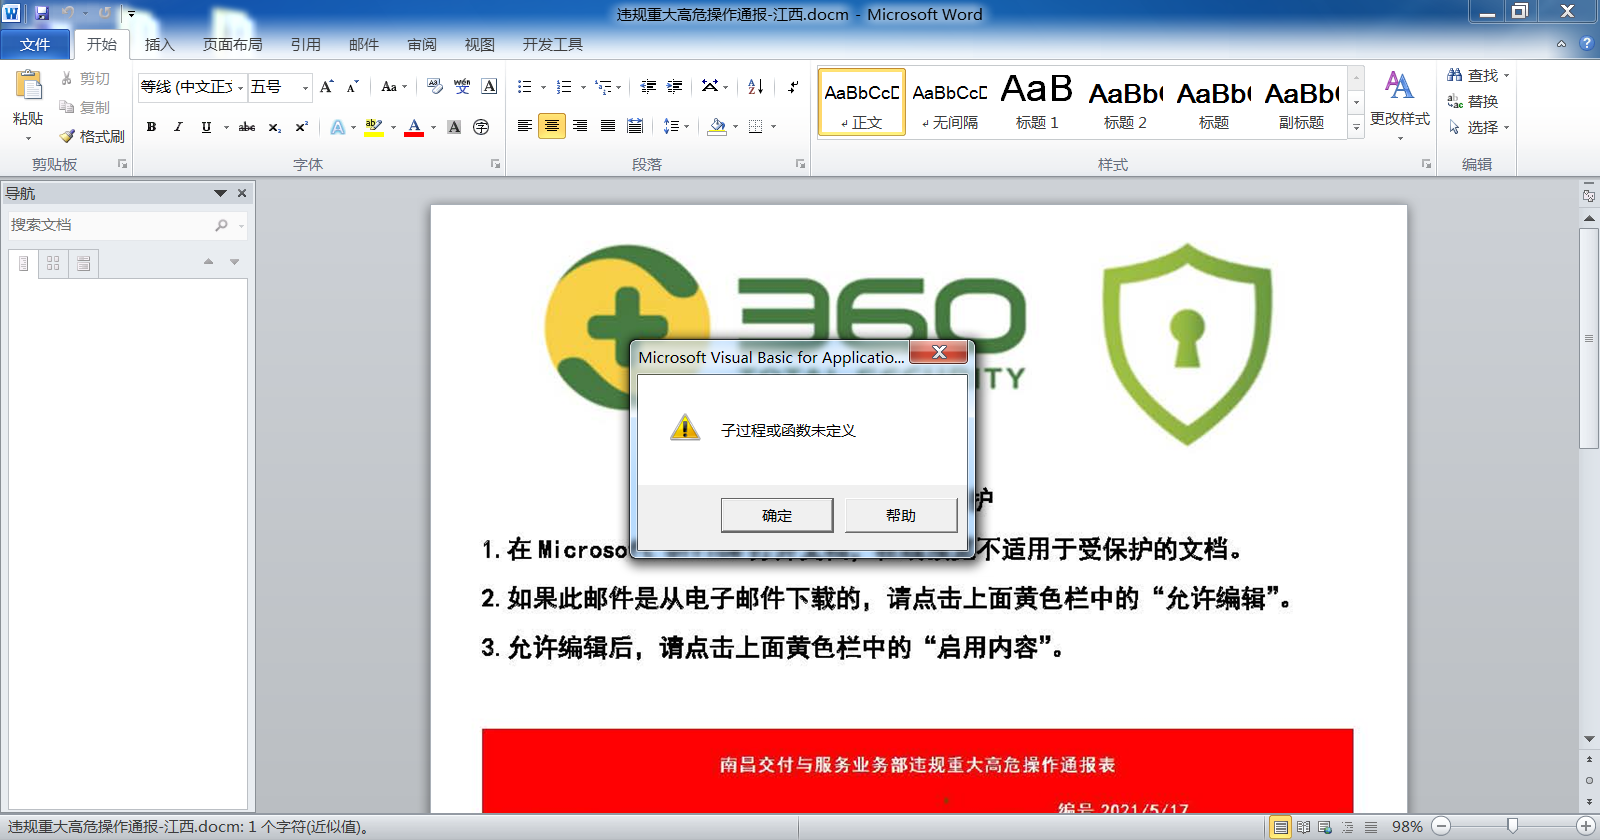 违规重大高危操作通报-江西.docm - Microsoft Word
文件 开始 插入 页面布局 引用 邮件 审阅 视图 开发工具
粘贴 剪切 复制 格式刷
剪贴板
等线 (中文正文 五号
字体
段落
AaBbCcD AaBbCcD AaB AaBb( AaBb( AaBb(
正文 无间隔 标题 1 标题 2 标题 副标题
更改样式
样式
查找
替换
选择
编辑
导航
搜索文档
360
Microsoft Visual Basic for Applicatio...
子过程或函数未定义
确定 帮助
护
1. 在 Microso 不适用于受保护的文档。
2. 如果此邮件是从电子邮件下载的，请点击上面黄色栏中的“允许编辑”。
3. 允许编辑后，请点击上面黄色栏中的“启用内容”。
南昌交付与服务业务部违规重大高危操作通报表
编号 2021/5/17
违规重大高危操作通报-江西.docm: 1 个字符(近似值)。
98%